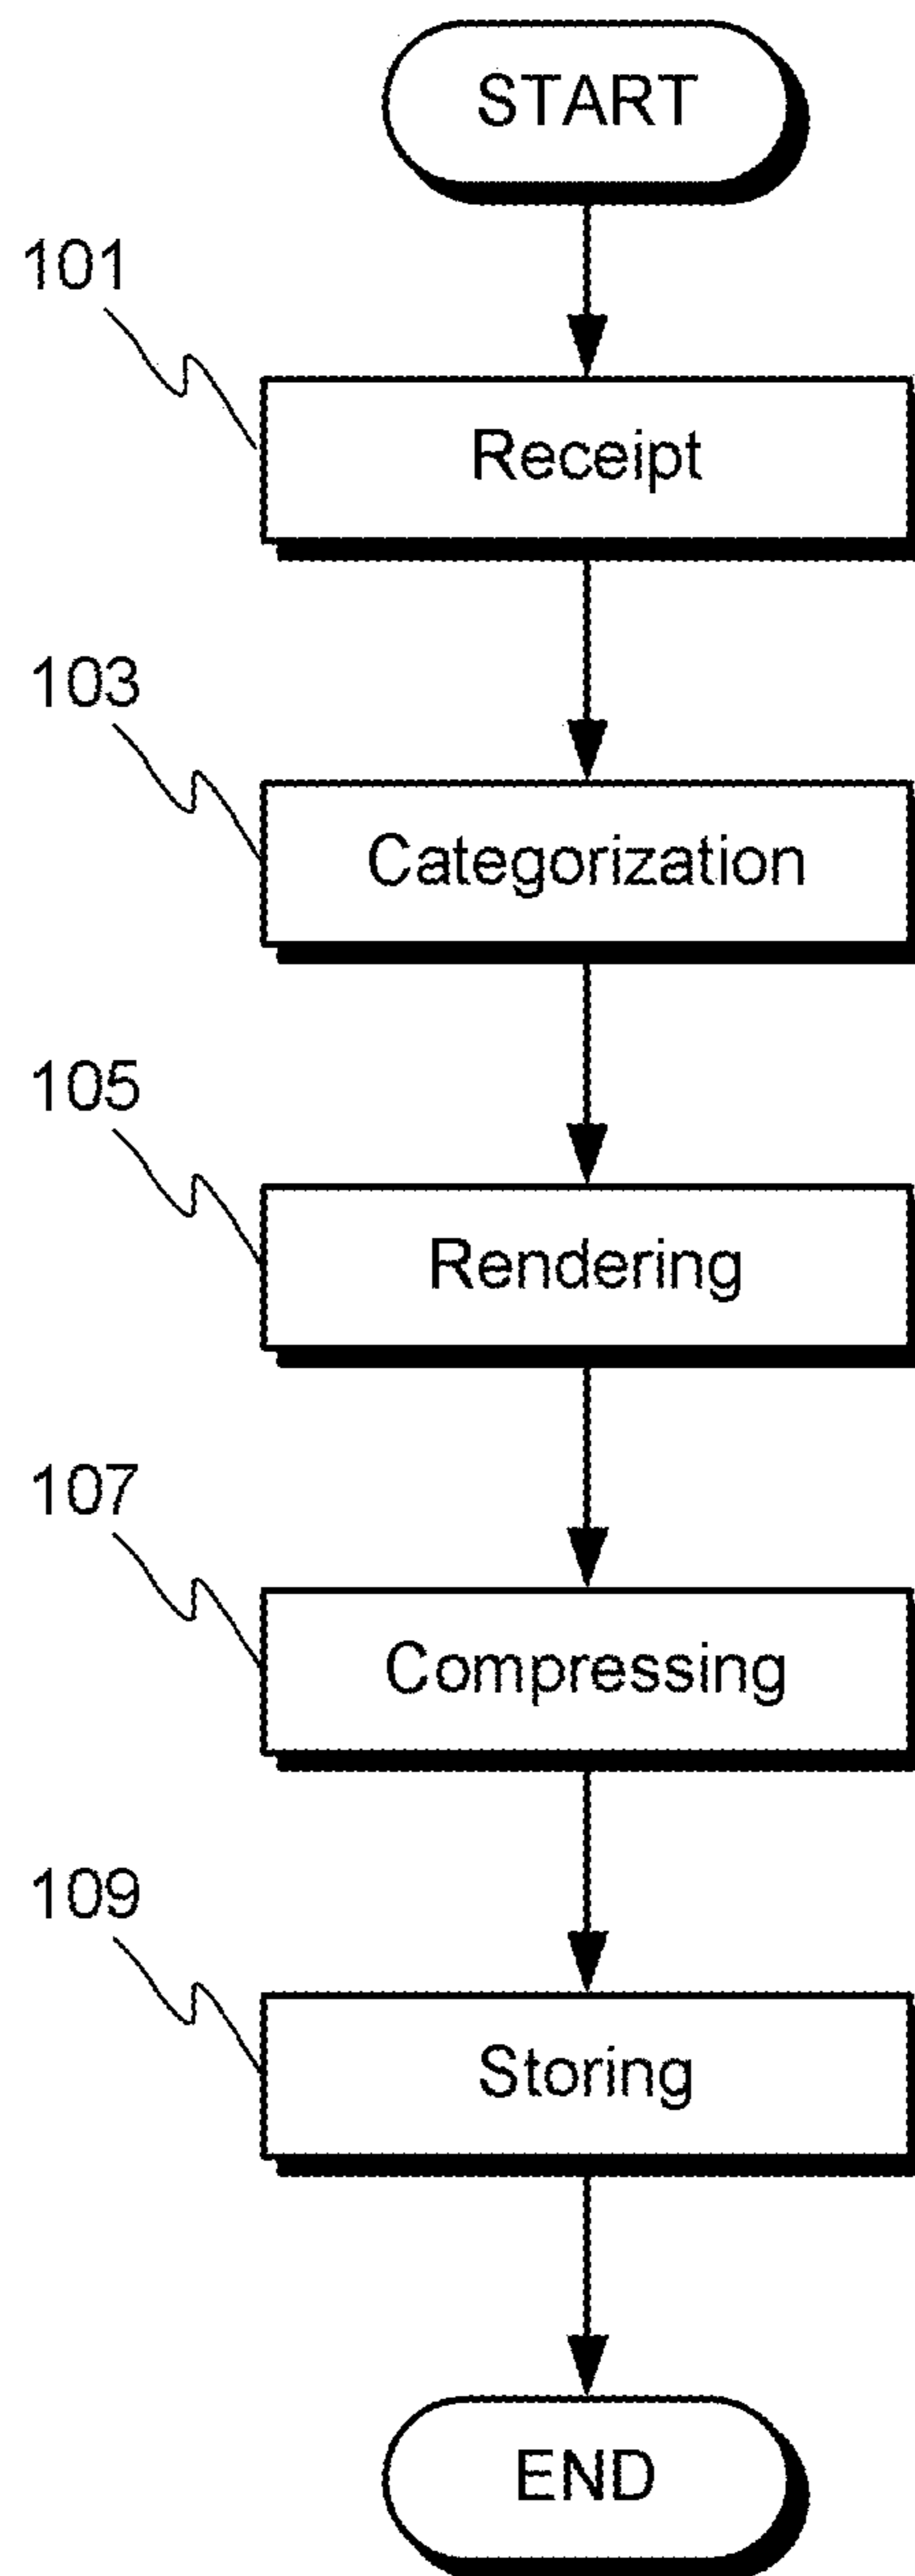 START
101
Receipt
103
Categorization
105
Rendering
107
Compressing
109
Storing
END